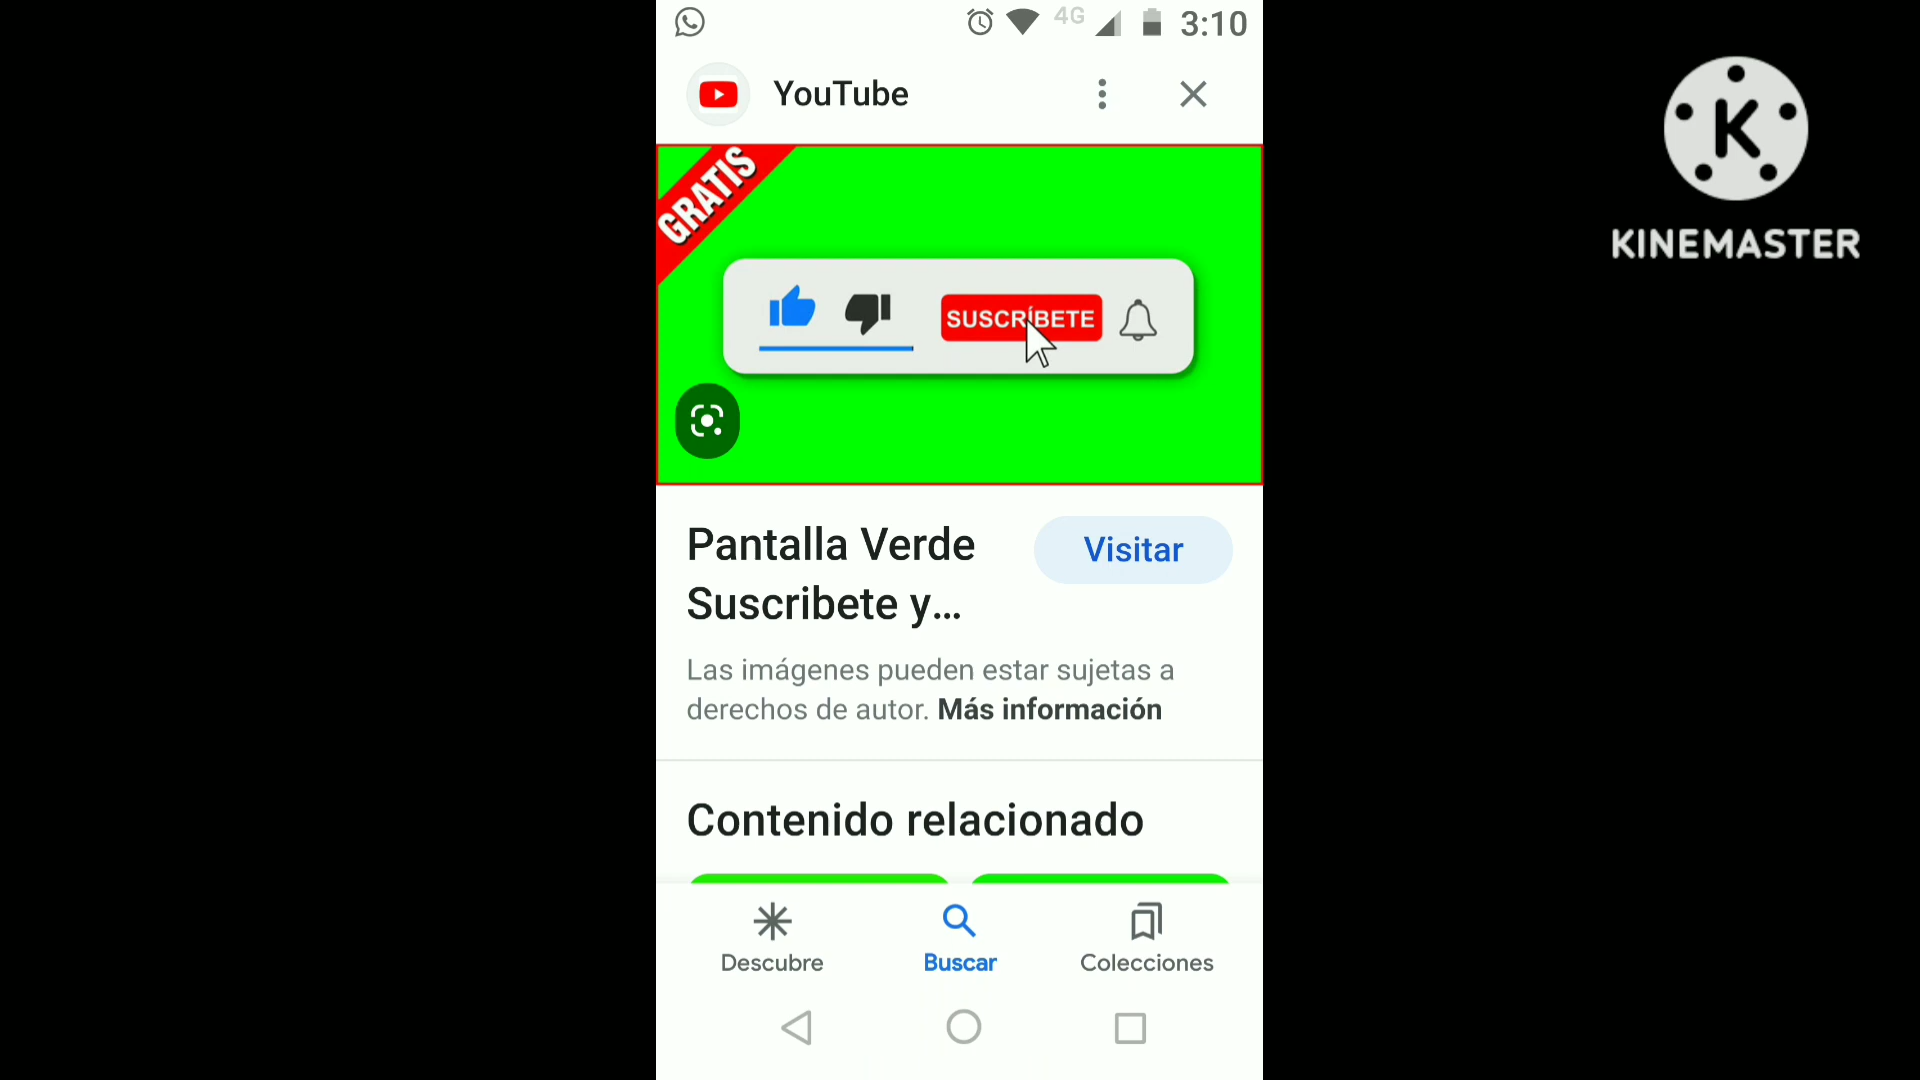 4G 3:10
YouTube
GRATIS
SUSCRÍBETE
Pantalla Verde
Suscribete y...
Visitar
Las imágenes pueden estar sujetas a
derechos de autor. Más información
Contenido relacionado
Descubre Buscar Colecciones
K
KINEMASTER